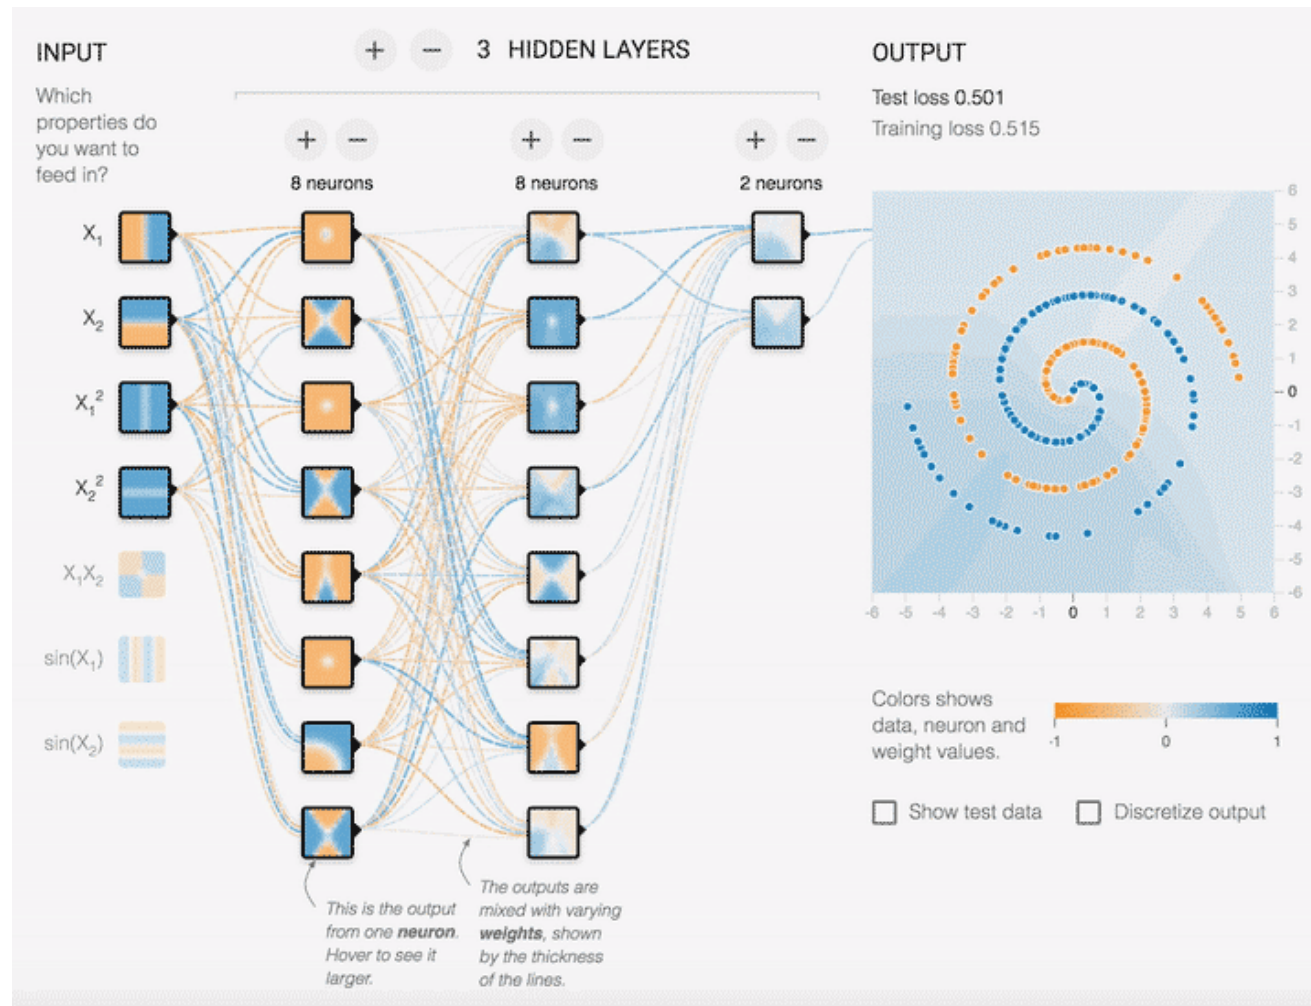 INPUT
Which
properties do
you want to
feed in?
X₁
X₂
X₁²
X₂²
X₁X₂
sin(X₁)
sin(X₂)
+ − 3 HIDDEN LAYERS
+ −
8 neurons
+ −
8 neurons
+ −
2 neurons
This is the output
from one neuron.
Hover to see it
larger.
The outputs are
mixed with varying
weights, shown
by the thickness
of the lines.
OUTPUT
Test loss 0.501
Training loss 0.515
6
5
4
3
2
1
0
-1
-2
-3
-4
-5
-6
-6 -5 -4 -3 -2 -1 0 1 2 3 4 5 6
Colors shows
data, neuron and
weight values.
-1 0 1
Show test data
Discretize output